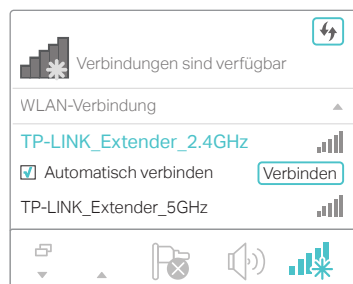 Verbindungen sind verfügbar
WLAN-Verbindung
TP-LINK_Extender_2.4GHz
Automatisch verbinden
Verbinden
TP-LINK_Extender_5GHz